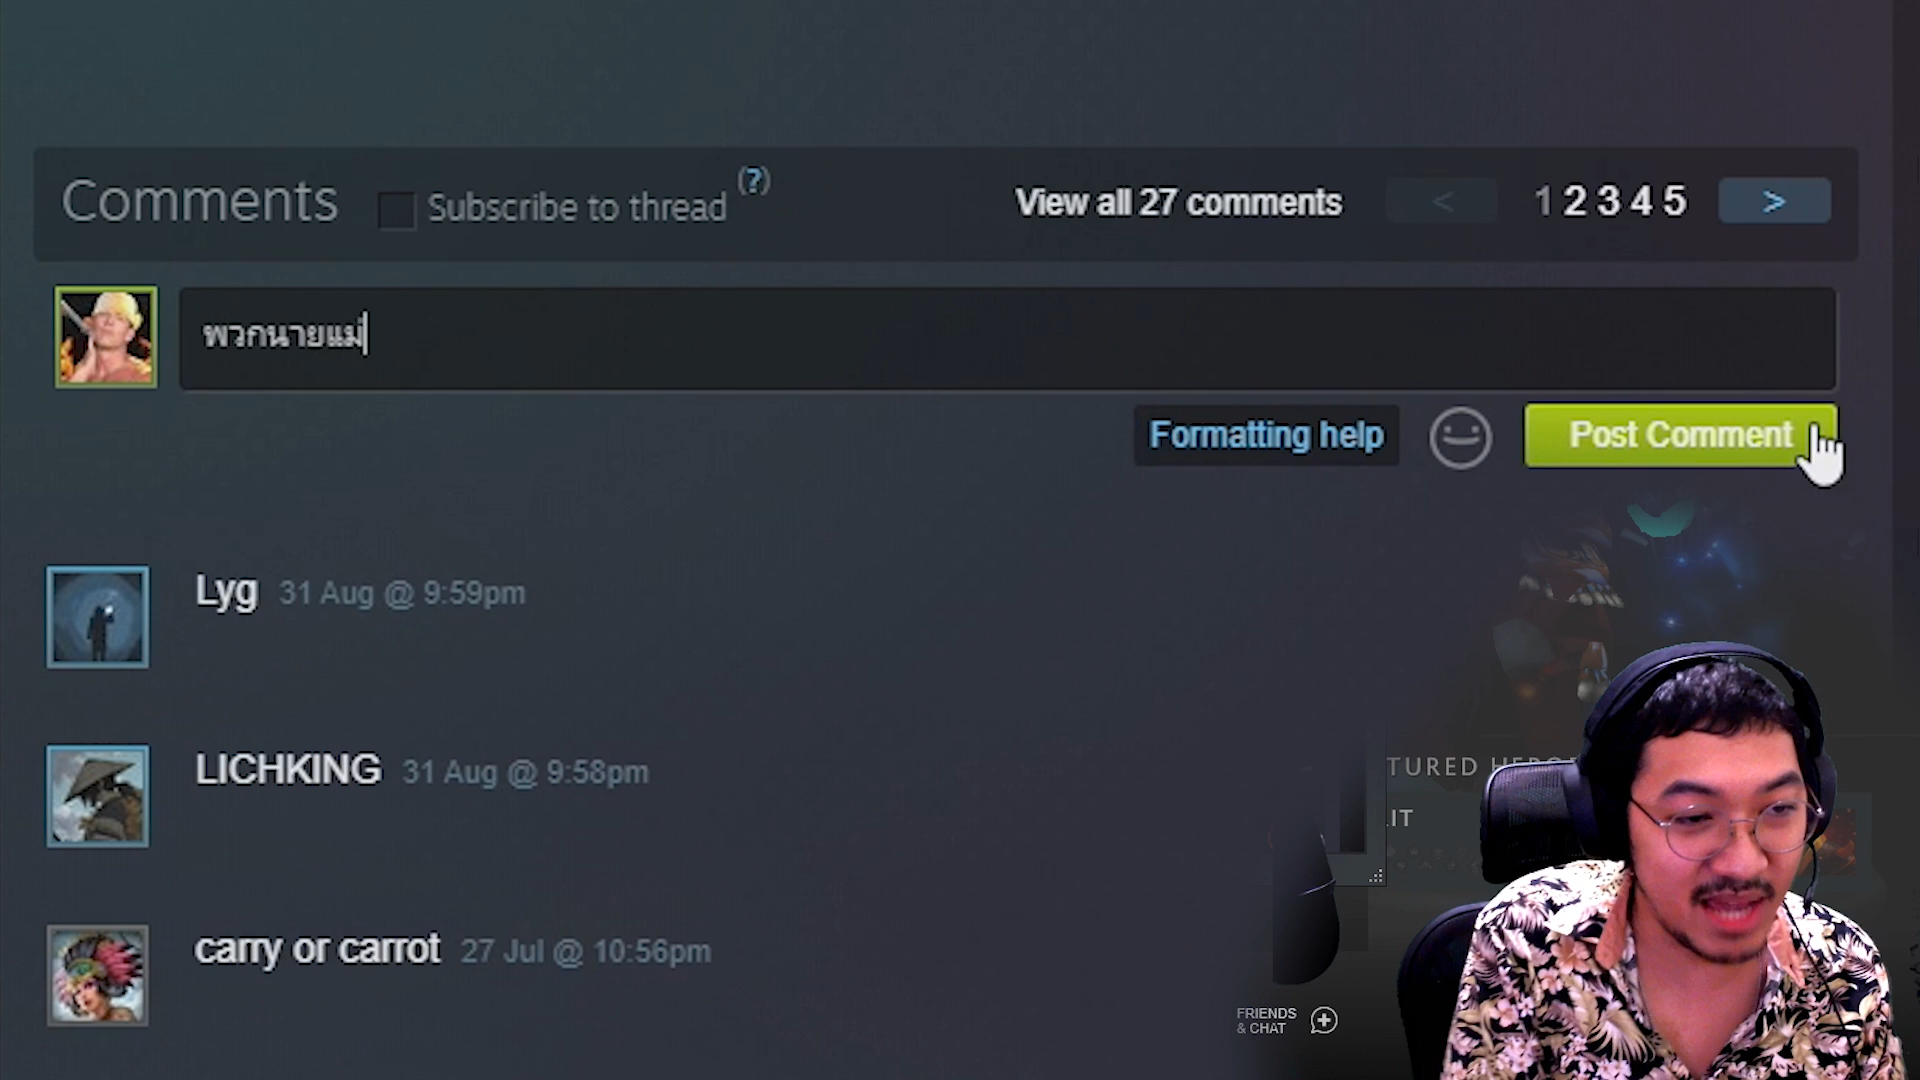 Comments Subscribe to thread (?) View all 27 comments < 1 2 3 4 5 >
พวกนายแม่
Formatting help Post Comment
Lyg 31 Aug @ 9:59pm
LICHKING 31 Aug @ 9:58pm
TURED
IT
carry or carrot 27 Jul @ 10:56pm
FRIENDS
& CHAT